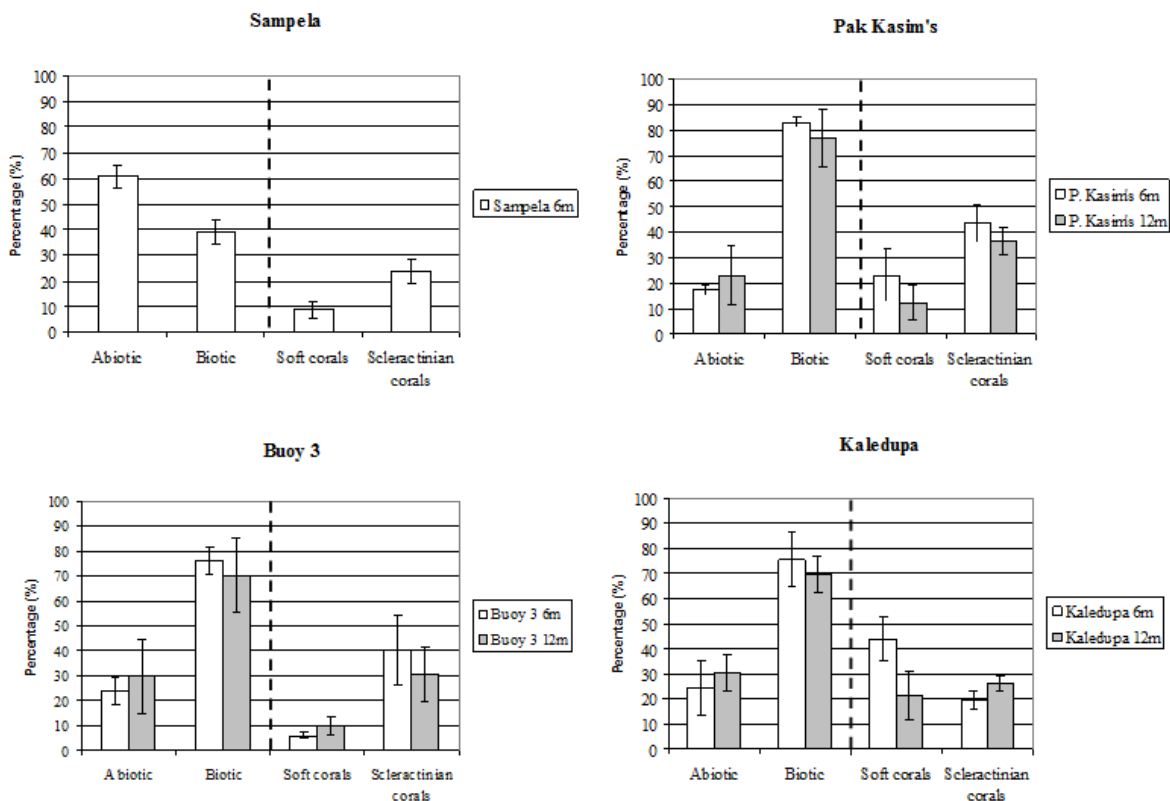 Sampela
Percentage (%)
100
90
80
70
60
50
40
30
20
10
0
Abiotic Biotic Soft corals Scleractinian
corals
Sampela 6m
Pak Kasim's
Percentage (%)
100
90
80
70
60
50
40
30
20
10
0
Abiotic Biotic Soft corals Scleractinian
corals
P. Kasim's 6m
P. Kasim's 12m
Buoy 3
Percentage (%)
100
90
80
70
60
50
40
30
20
10
0
Abiotic Biotic Soft corals Scleractinian
corals
Buoy 3 6m
Buoy 3 12m
Kaledupa
Percentage (%)
100
90
80
70
60
50
40
30
20
10
0
Abiotic Biotic Soft corals Scleractinian
corals
Kaledupa 6m
Kaledupa 12m